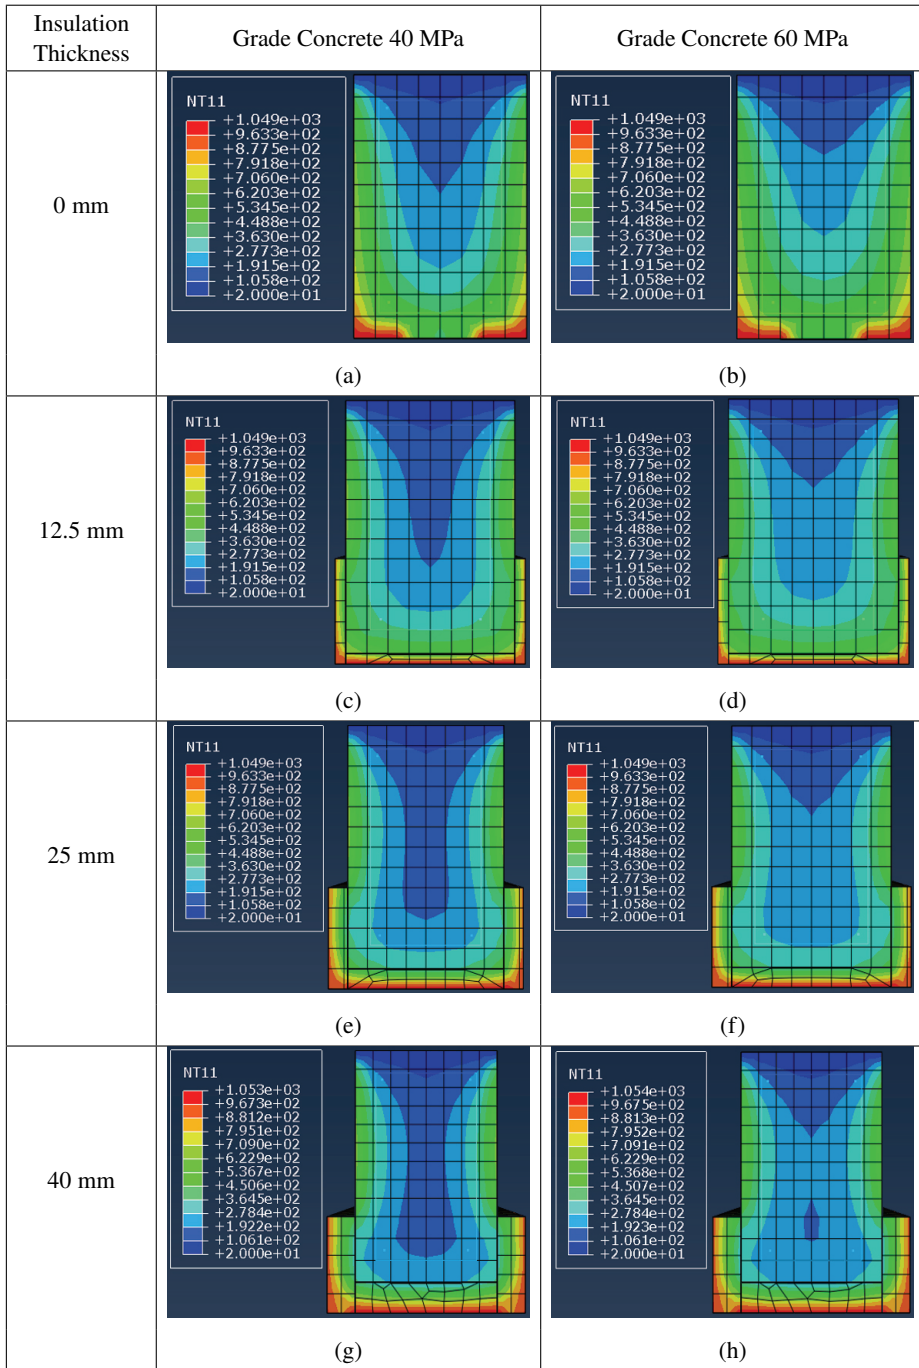 Insulation
Thickness
Grade Concrete 40 MPa
Grade Concrete 60 MPa
0 mm
NT11
+1.049e+03
+9.633e+02
+8.775e+02
+7.918e+02
+7.060e+02
+6.203e+02
+5.345e+02
+4.488e+02
+3.630e+02
+2.773e+02
+1.915e+02
+1.058e+02
+2.000e+01
(a)
NT11
+1.049e+03
+9.633e+02
+8.775e+02
+7.918e+02
+7.060e+02
+6.203e+02
+5.345e+02
+4.488e+02
+3.630e+02
+2.773e+02
+1.915e+02
+1.058e+02
+2.000e+01
(b)
12.5 mm
NT11
+1.049e+03
+9.633e+02
+8.775e+02
+7.918e+02
+7.060e+02
+6.203e+02
+5.345e+02
+4.488e+02
+3.630e+02
+2.773e+02
+1.915e+02
+1.058e+02
+2.000e+01
(c)
NT11
+1.049e+03
+9.633e+02
+8.775e+02
+7.918e+02
+7.060e+02
+6.203e+02
+5.345e+02
+4.488e+02
+3.630e+02
+2.773e+02
+1.915e+02
+1.058e+02
+2.000e+01
(d)
25 mm
NT11
+1.049e+03
+9.633e+02
+8.775e+02
+7.918e+02
+7.060e+02
+6.203e+02
+5.345e+02
+4.488e+02
+3.630e+02
+2.773e+02
+1.915e+02
+1.058e+02
+2.000e+01
(e)
NT11
+1.049e+03
+9.633e+02
+8.775e+02
+7.918e+02
+7.060e+02
+6.203e+02
+5.345e+02
+4.488e+02
+3.630e+02
+2.773e+02
+1.915e+02
+1.058e+02
+2.000e+01
(f)
40 mm
NT11
+1.053e+03
+9.673e+02
+8.812e+02
+7.951e+02
+7.090e+02
+6.229e+02
+5.367e+02
+4.506e+02
+3.645e+02
+2.784e+02
+1.922e+02
+1.061e+02
+2.000e+01
(g)
NT11
+1.054e+03
+9.675e+02
+8.813e+02
+7.952e+02
+7.091e+02
+6.229e+02
+5.368e+02
+4.507e+02
+3.645e+02
+2.784e+02
+1.923e+02
+1.061e+02
+2.000e+01
(h)